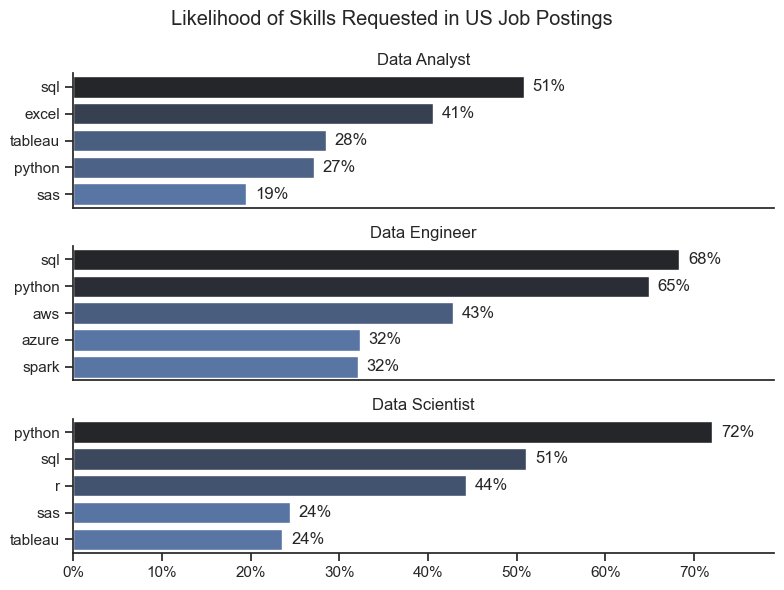 Likelihood of Skills Requested in US Job Postings
Data Analyst
sql 51%
excel 41%
tableau 28%
python 27%
sas 19%
Data Engineer
sql 68%
python 65%
aws 43%
azure 32%
spark 32%
Data Scientist
python 72%
sql 51%
r 44%
sas 24%
tableau 24%
0% 10% 20% 30% 40% 50% 60% 70%